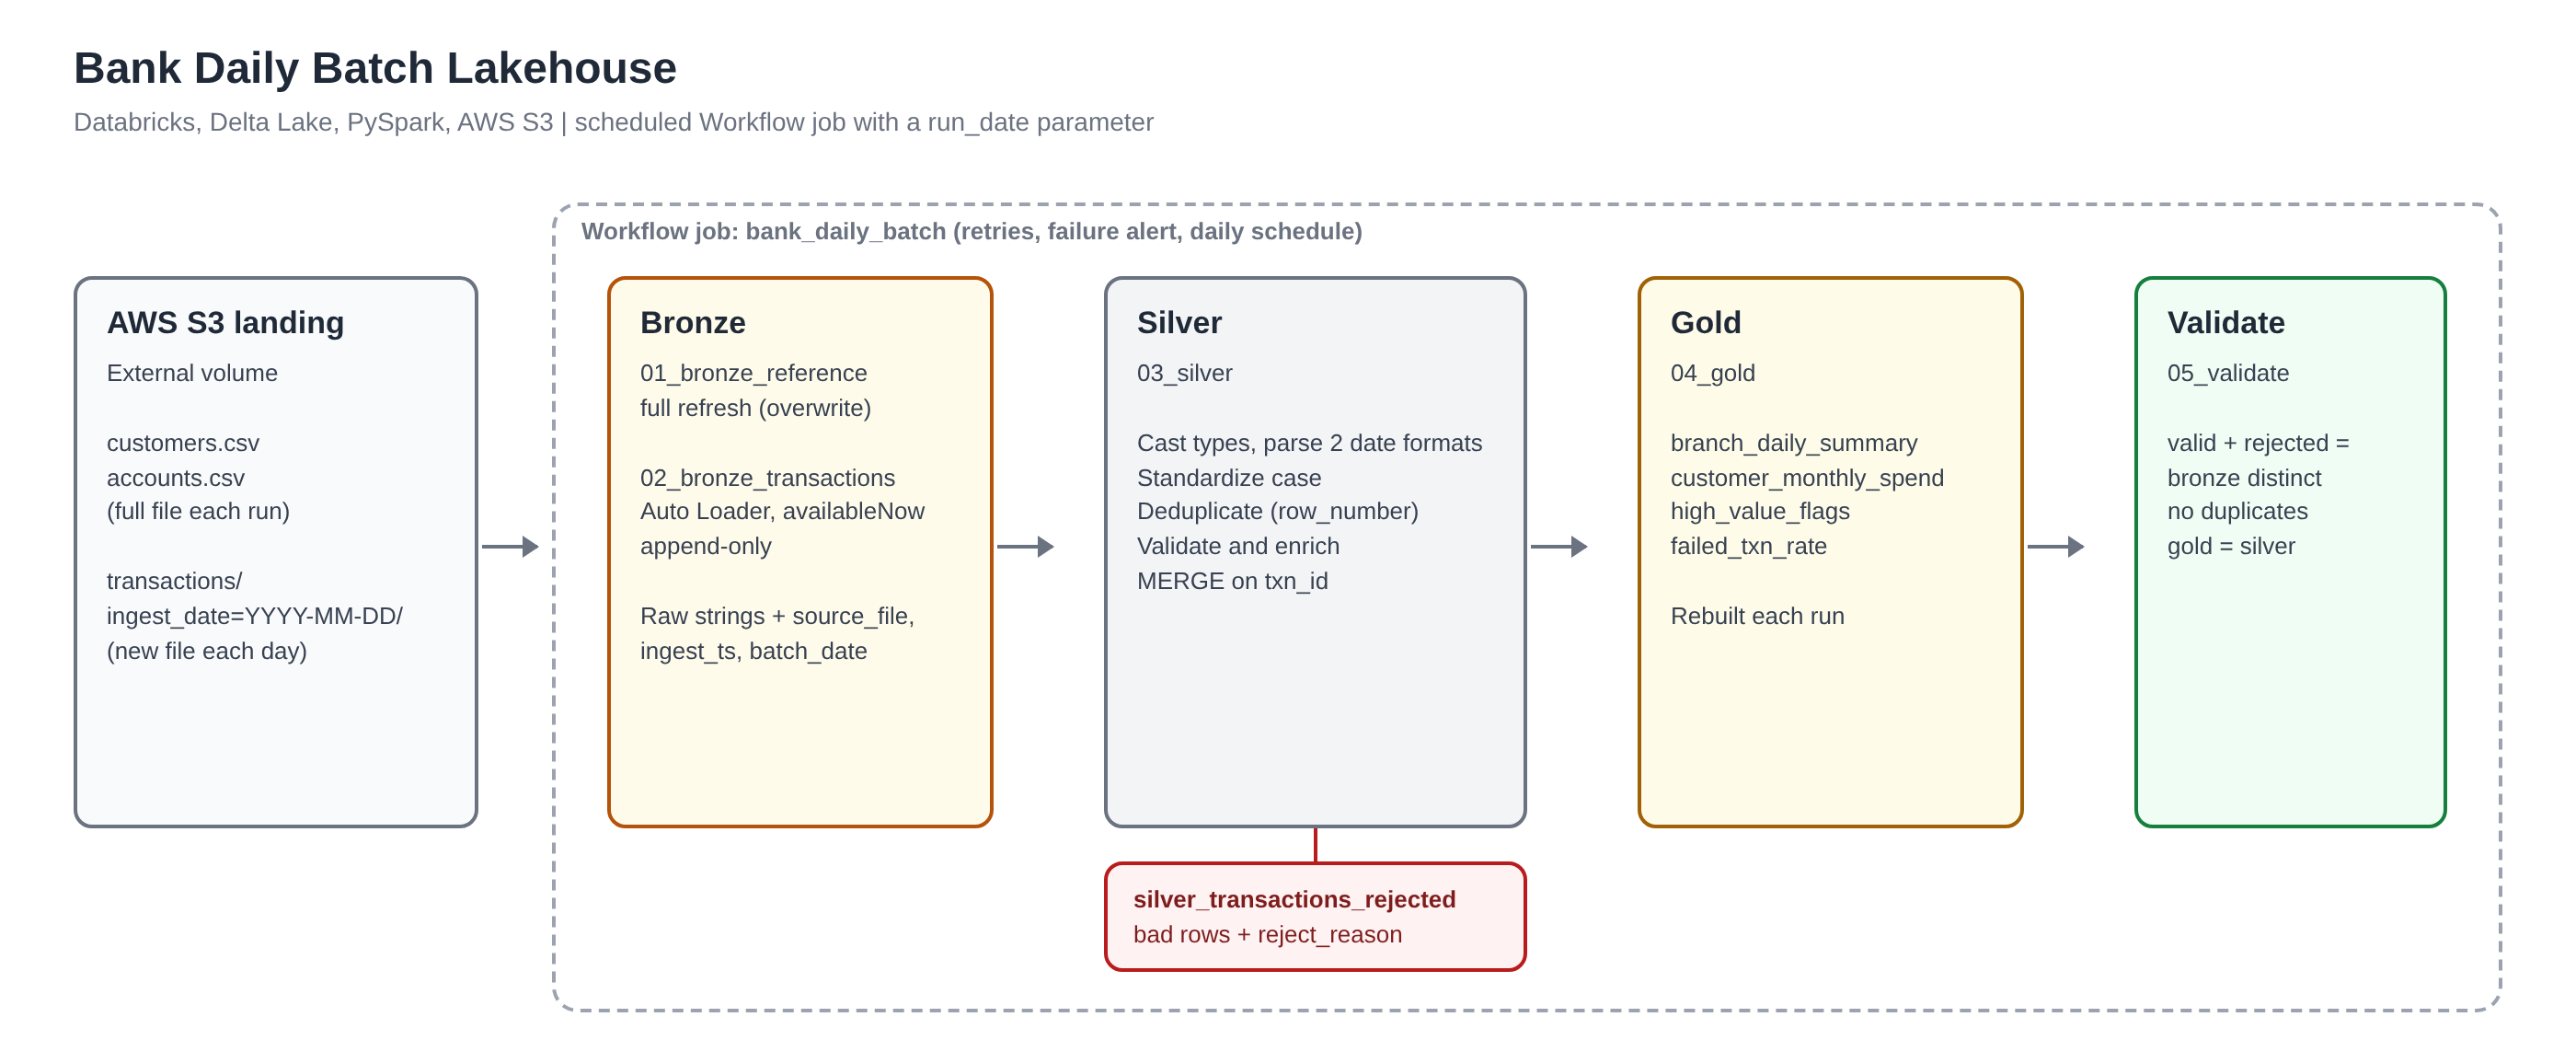 Bank Daily Batch Lakehouse
Databricks, Delta Lake, PySpark, AWS S3 | scheduled Workflow job with a run_date parameter
Workflow job: bank_daily_batch (retries, failure alert, daily schedule)
AWS S3 landing
External volume
customers.csv
accounts.csv
(full file each run)
transactions/
ingest_date=YYYY-MM-DD/
(new file each day)
Bronze
01_bronze_reference
full refresh (overwrite)
02_bronze_transactions
Auto Loader, availableNow
append-only
Raw strings + source_file,
ingest_ts, batch_date
Silver
03_silver
Cast types, parse 2 date formats
Standardize case
Deduplicate (row_number)
Validate and enrich
MERGE on txn_id
silver_transactions_rejected
bad rows + reject_reason
Gold
04_gold
branch_daily_summary
customer_monthly_spend
high_value_flags
failed_txn_rate
Rebuilt each run
Validate
05_validate
valid + rejected =
bronze distinct
no duplicates
gold = silver